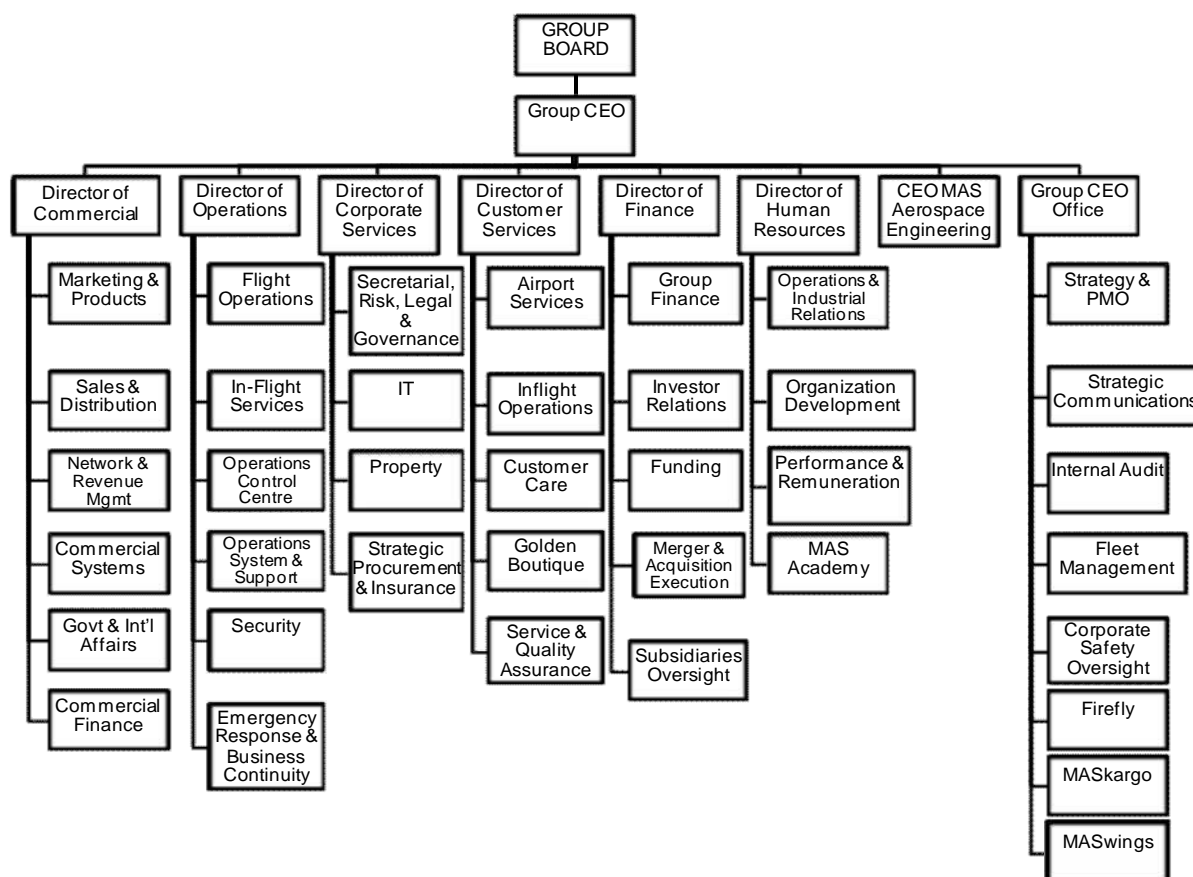 GROUP
BOARD
Group CEO
Director of
Commercial
Director of
Operations
Director of
Corporate
Services
Director of
Customer
Services
Director of
Finance
Director of
Human
Resources
CEO MAS
Aerospace
Engineering
Group CEO
Office
Marketing &
Products
Sales &
Distribution
Network &
Revenue
Mgmt
Commercial
Systems
Govt & Int'l
Affairs
Commercial
Finance
Flight
Operations
In-Flight
Services
Operations
Control
Centre
Operations
System &
Support
Security
Emergency
Response &
Business
Continuity
Secretarial,
Risk, Legal
&
Governance
IT
Property
Strategic
Procurement
& Insurance
Airport
Services
Inflight
Operations
Customer
Care
Golden
Boutique
Service &
Quality
Assurance
Group
Finance
Investor
Relations
Funding
Merger &
Acquisition
Execution
Subsidiaries
Oversight
Operations &
Industrial
Relations
Organization
Development
Performance &
Remuneration
MAS
Academy
Strategy &
PMO
Strategic
Communications
Internal Audit
Fleet
Management
Corporate
Safety
Oversight
Firefly
MASkargo
MASwings